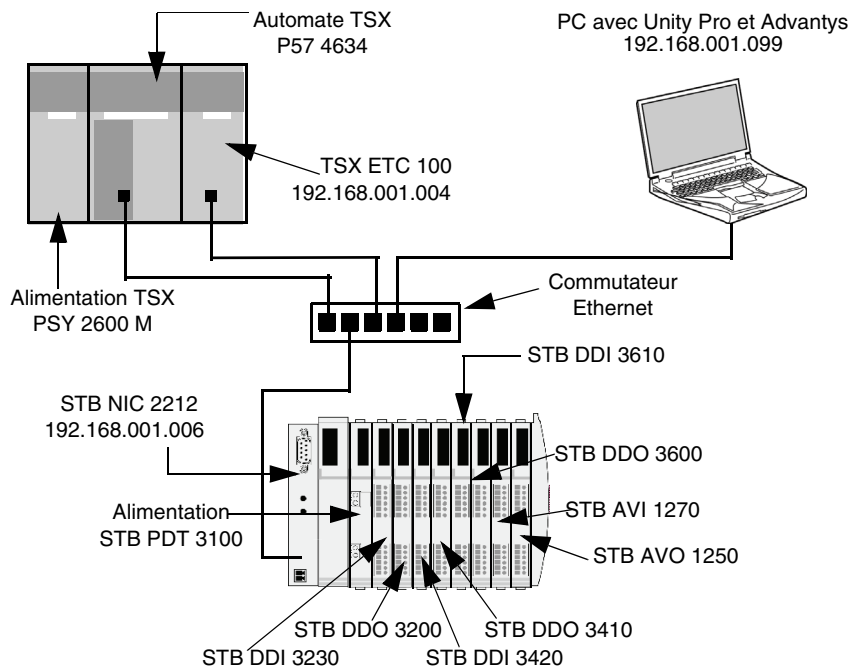 Automate TSX
P57 4634
PC avec Unity Pro et Advantys
192.168.001.099
TSX ETC 100
192.168.001.004
Alimentation TSX
PSY 2600 M
Commutateur
Ethernet
STB DDI 3610
STB NIC 2212
192.168.001.006
STB DDO 3600
Alimentation
STB PDT 3100
STB AVI 1270
STB AVO 1250
STB DDO 3200
STB DDO 3410
STB DDI 3230
STB DDI 3420